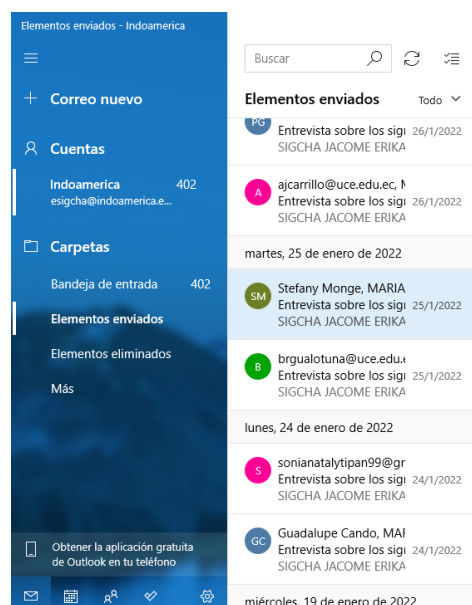 Elementos enviados - Indoamerica
Correo nuevo
Cuentas
Indoamerica 402
esigcha@indoamerica.e...
Carpetas
Bandeja de entrada 402
Elementos enviados
Elementos eliminados
Más
Obtener la aplicación gratuita
de Outlook en tu teléfono
Buscar
Elementos enviados Todo
PG
Entrevista sobre los sig 26/1/2022
SIGCHA JACOME ERIKA
A
ajcarrillo@uce.edu.ec,
Entrevista sobre los sig 26/1/2022
SIGCHA JACOME ERIKA
martes, 25 de enero de 2022
SM
Stefany Monge, MARIA
Entrevista sobre los sig 25/1/2022
SIGCHA JACOME ERIKA
B
brgualotuna@uce.edu.
Entrevista sobre los sig 25/1/2022
SIGCHA JACOME ERIKA
lunes, 24 de enero de 2022
S
sonianatalytipan99@g
Entrevista sobre los sig 24/1/2022
SIGCHA JACOME ERIKA
GC
Guadalupe Cando, MA
Entrevista sobre los sig 24/1/2022
SIGCHA JACOME ERIKA
miércoles, 19 de enero de 2022